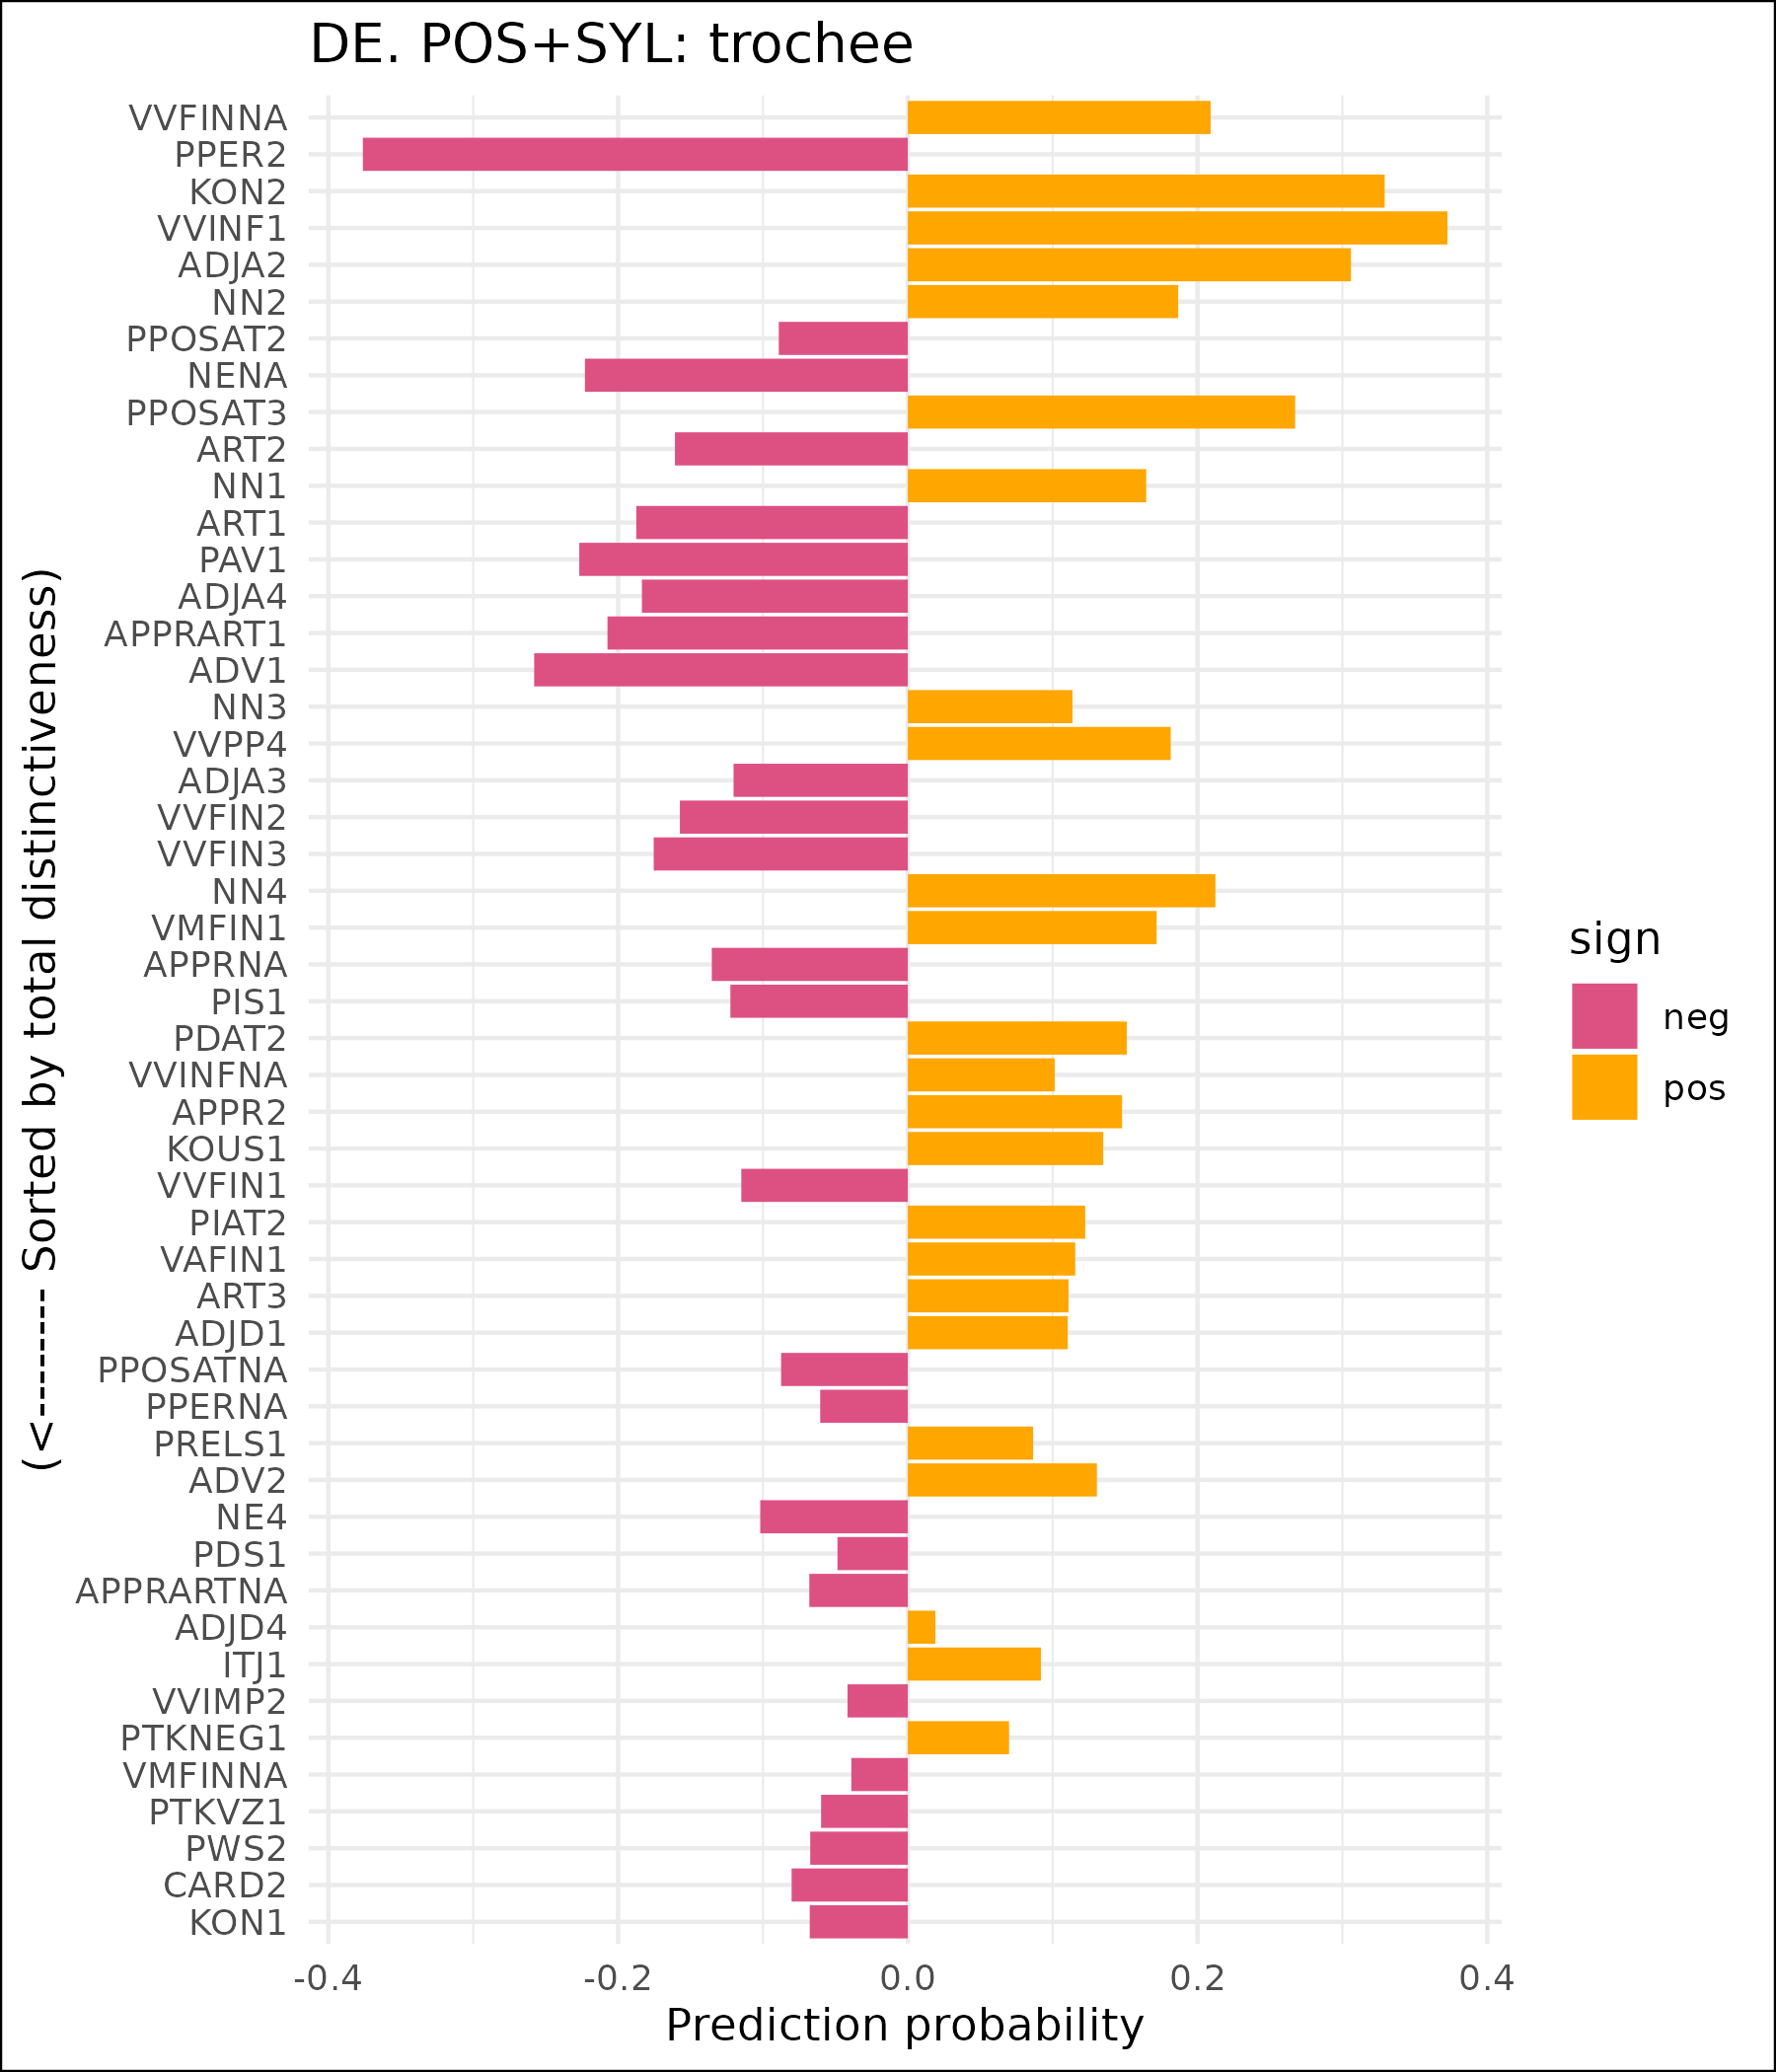 DE. POS+SYL: trochee
(<--------- Sorted by total distinctiveness)
VVFINNA
PPER2
KON2
VVINF1
ADJA2
NN2
PPOSAT2
NENA
PPOSAT3
ART2
NN1
ART1
PAV1
ADJA4
APPRART1
ADV1
NN3
VVPP4
ADJA3
VVFIN2
VVFIN3
NN4
VMFIN1
APPRNA
PIS1
PDAT2
VVINFNA
APPR2
KOUS1
VVFIN1
PIAT2
VAFIN1
ART3
ADJD1
PPOSATNA
PPERNA
PRELS1
ADV2
NE4
PDS1
APPRARTNA
ADJD4
ITJ1
VVIMP2
PTKNEG1
VMFINNA
PTKVZ1
PWS2
CARD2
KON1
-0.4 -0.2 0.0 0.2 0.4
Prediction probability
sign
neg
pos